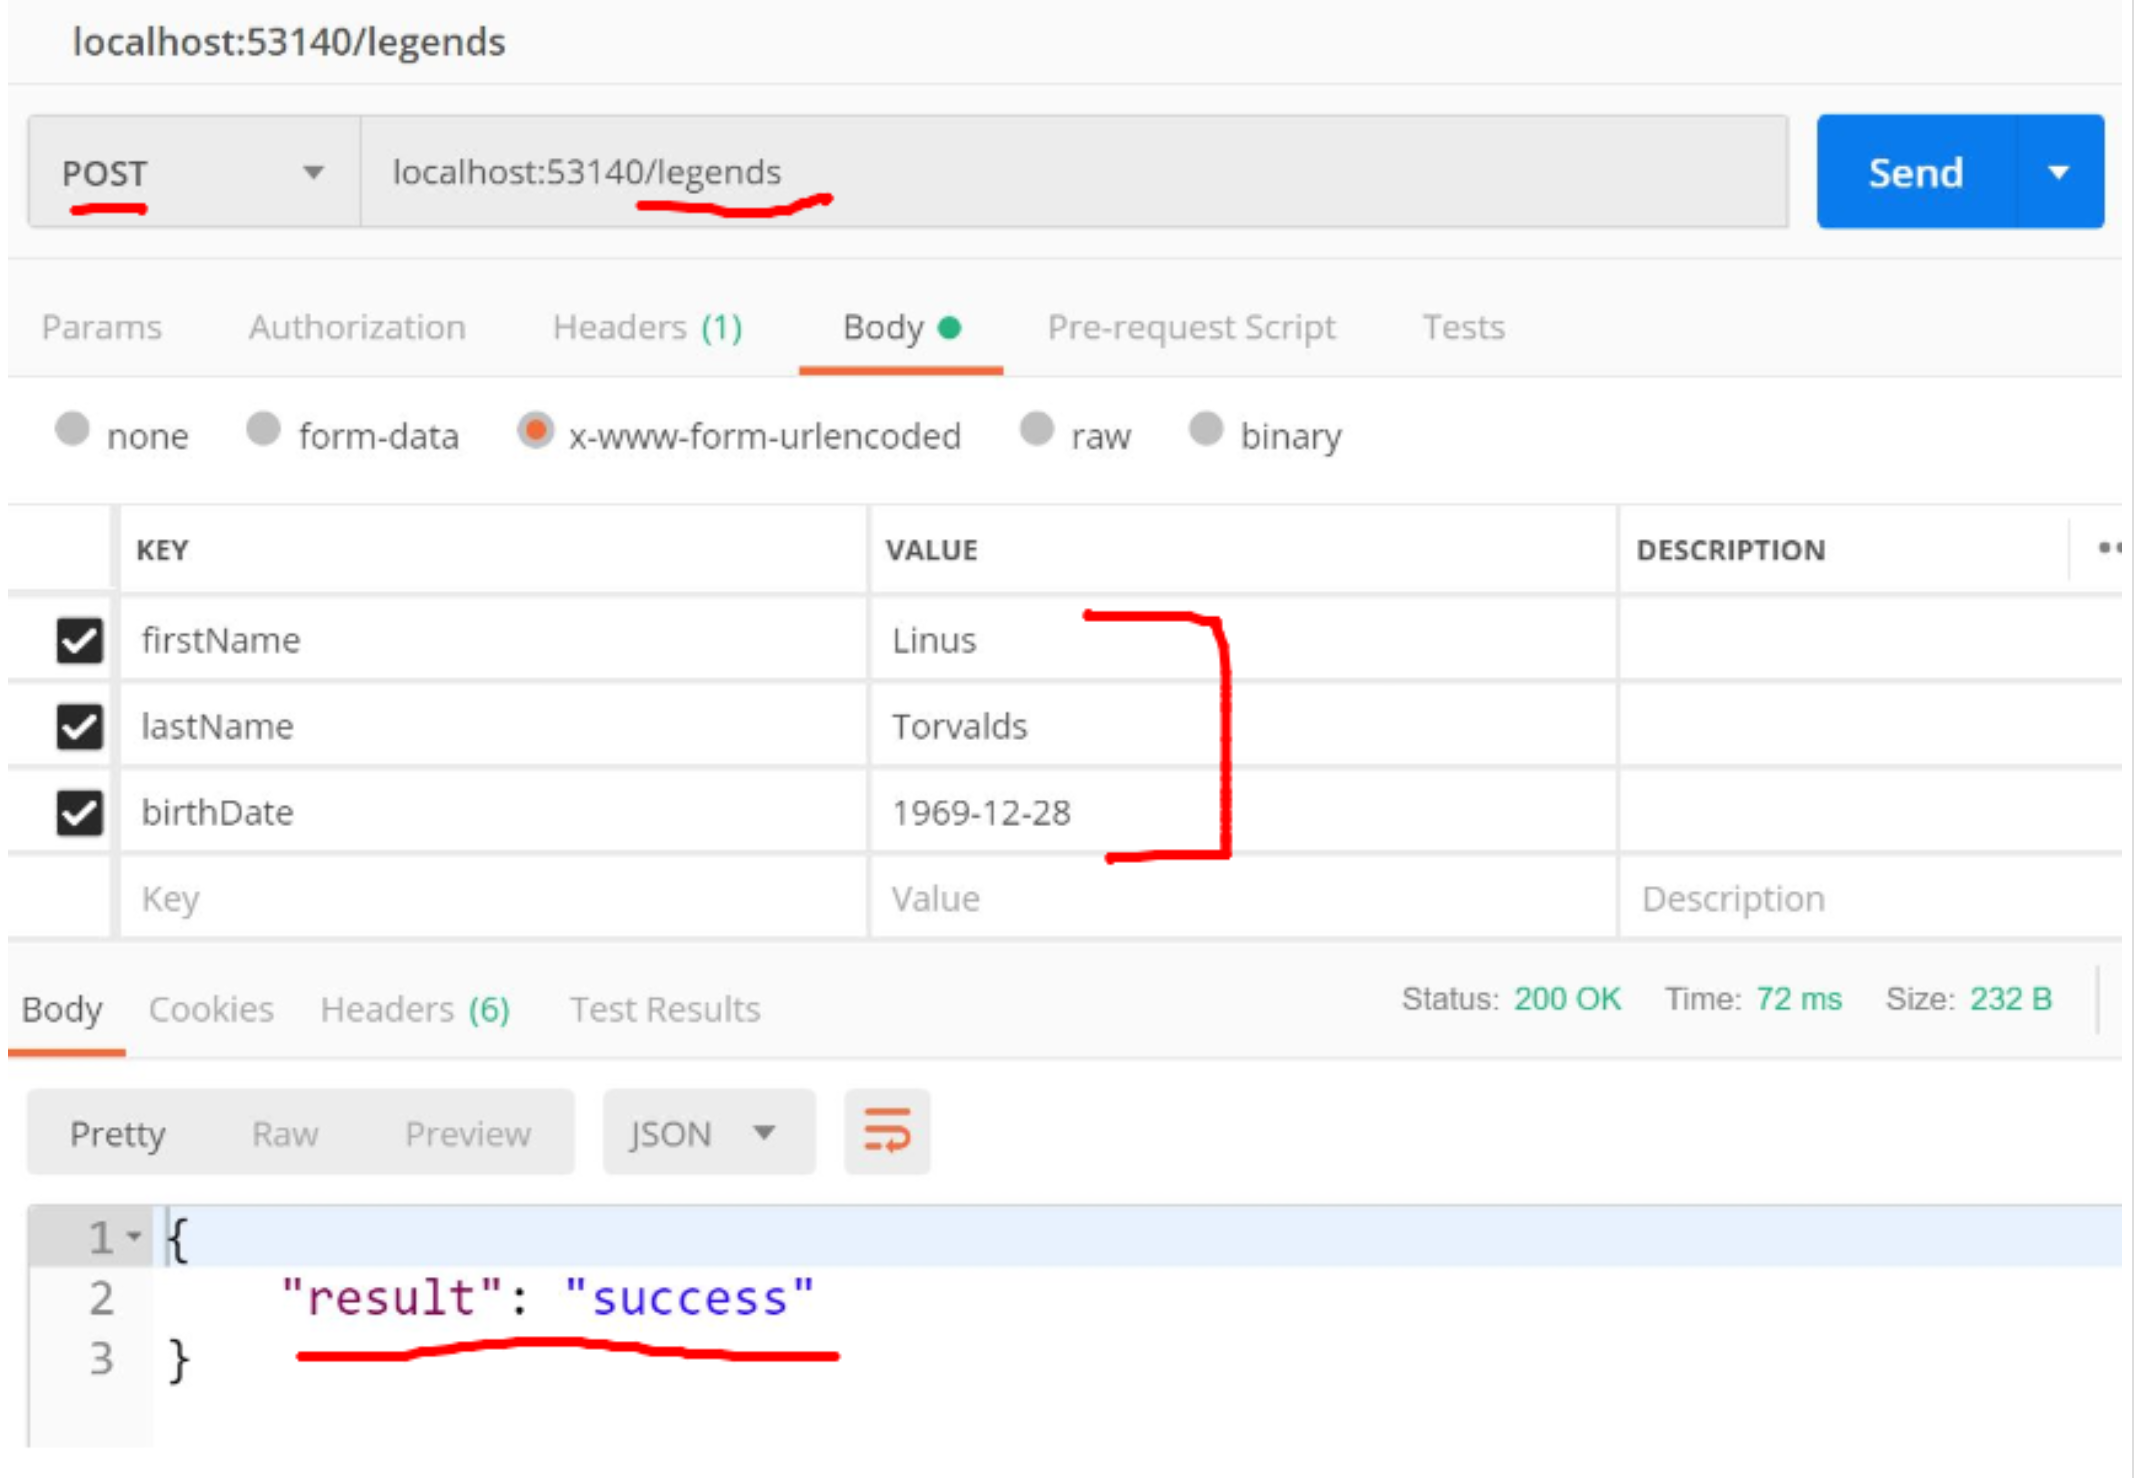 localhost:53140/legends
POST localhost:53140/legends Send
Params Authorization Headers (1) Body Pre-request Script Tests
none form-data x-www-form-urlencoded raw binary
KEY VALUE DESCRIPTION
firstName Linus
lastName Torvalds
birthDate 1969-12-28
Key Value Description
Body Cookies Headers (6) Test Results Status: 200 OK Time: 72 ms Size: 232 B
Pretty Raw Preview JSON
1 {
2 "result": "success"
3 }